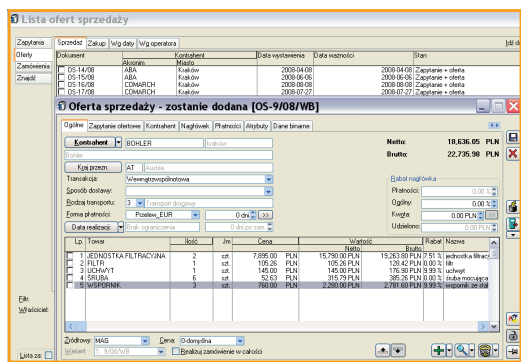 Lista ofert sprzedaży
Zapytania
Oferty
Zamówienia
Znajdź
Sprzedaż Zakup Wg daty Wg operatora
Idź do
Dokument Kontrahent Data wystawienia Data ważności Stan
Akronim Miasto
OS-14/08 ABA Kraków 2008-04-08 2008-04-08 Zapytanie + oferta
OS-15/08 ABA Kraków 2008-06-06 2008-06-06 Zapytanie + oferta
OS-16/08 COMARCH Kraków 2008-08-08 2008-08-08 Zapytanie + oferta
OS-17/08 COMARCH Kraków 2008-07-27 2008-07-27 Zapytanie + oferta
Oferta sprzedaży - zostanie dodana [OS-9/08/WB]
Ogólne Zapytanie ofertowe Kontrahent Nagłówek Płatności Atrybuty Dane binarne
Kontrahent BOHLER kraków
Bohler
Kraj przezn. AT Austria
Transakcja: Wewnątrzwspólnotowa
Sposób dostawy:
Rodzaj transportu: 3 Transport drogowy
Forma płatności: Przelew_EUR 0 dni >>
Data realizacji: Brak ograniczenia 0 dni po zam.
Netto: 18,636.05 PLN
Brutto: 22,735.98 PLN
Rabat nagłówka
Płatności: 0.00 %
Ogólny: 0.00 %
Kwota: 0.00 PLN >>
Udzielono: 0.00 PLN
Lp. Towar Ilość Jm Cena Wartość Rabat Nazwa
Netto Brutto
1 JEDNOSTKA FILTRACYJNA 2 szt. 7,895.00 PLN 15,790.00 PLN 19,263.80 PLN 7.51 % jednostka filtrac
2 FILTR 1 szt. 105.26 PLN 105.26 PLN 128.42 PLN 0.00 % filtr
3 UCHWYT 1 szt. 145.00 PLN 145.00 PLN 176.90 PLN 9.99 % uchwyt
4 ŚRUBA 6 szt. 52.63 PLN 315.79 PLN 385.26 PLN 0.00 % śruba mocująca
5 WSPORNIK 3 szt. 760.00 PLN 2,280.00 PLN 2,781.60 PLN 9.99 % wspornik ze stal
Filtr:
Właściciel:
Lista za:
Źródłowy: MAG Cena: 0-domyślna
Wariant 1: 9/08/WB Realizuj zamówienie w całości